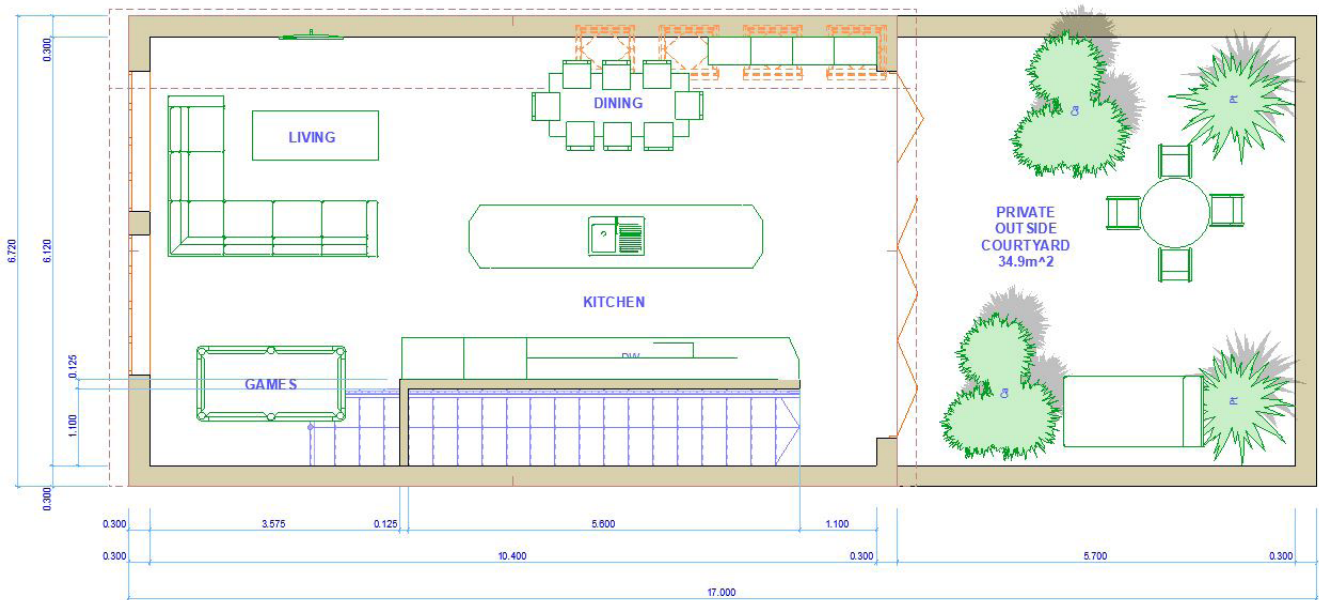 0.300
DINING
LIVING
PRIVATE
OUTSIDE
COURTYARD
34.9m^2
6.720
6.120
KITCHEN
DW
0.125
GAMES
1.100
0.300
0.300
3.575
0.125
5.600
1.100
0.300
10.400
0.300
5.700
0.300
17.000